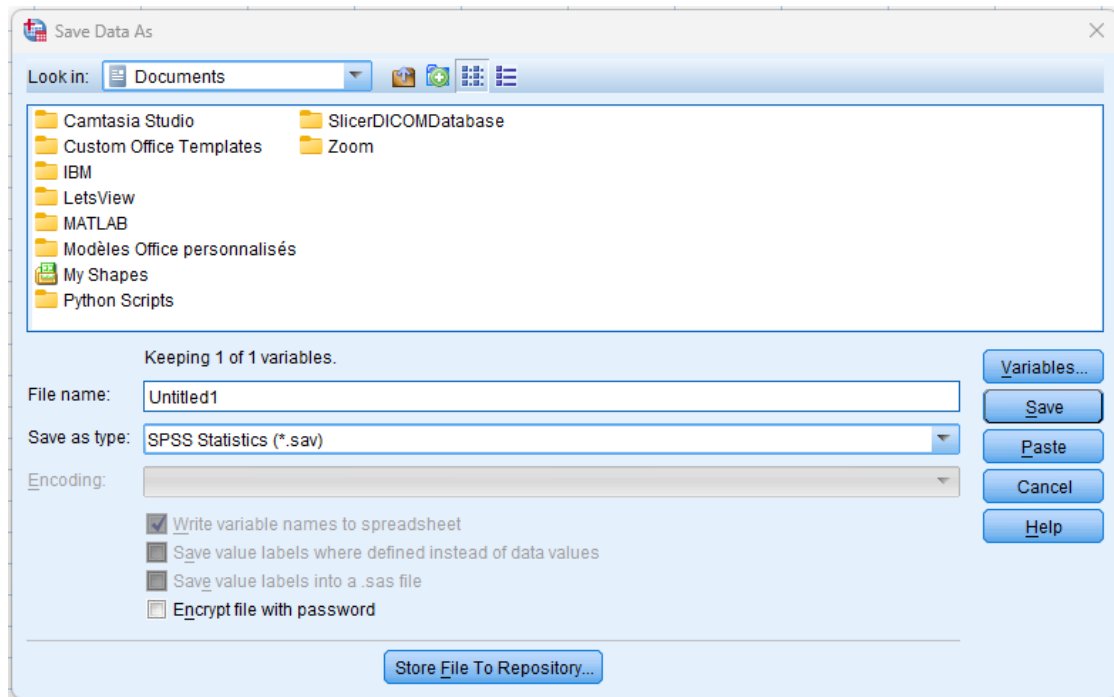 Save Data As
Look in: Documents
Camtasia Studio
Custom Office Templates
IBM
LetsView
MATLAB
Modèles Office personnalisés
My Shapes
Python Scripts
SlicerDICOMDatabase
Zoom
Keeping 1 of 1 variables.
File name: Untitled1
Save as type: SPSS Statistics (*.sav)
Encoding:
Write variable names to spreadsheet
Save value labels where defined instead of data values
Save value labels into a .sas file
Encrypt file with password
Variables...
Save
Paste
Cancel
Help
Store File To Repository...